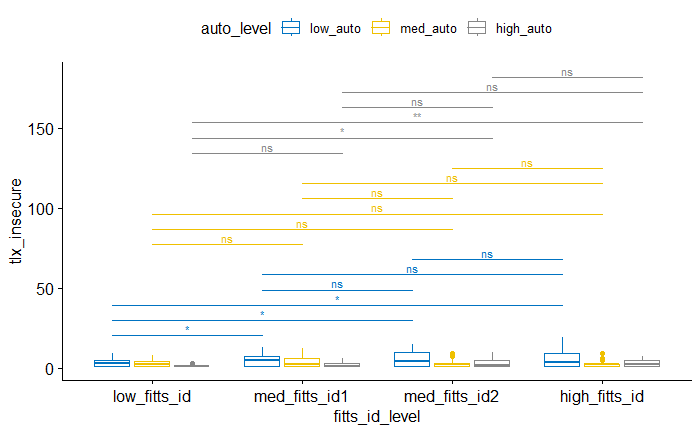 auto_level low_auto med_auto high_auto
ns
ns
ns
**
*
ns
ns
ns
ns
ns
ns
ns
ns
ns
ns
*
*
*
150
100
50
0
tlx_insecure
low_fitts_id med_fitts_id1 med_fitts_id2 high_fitts_id
fitts_id_level